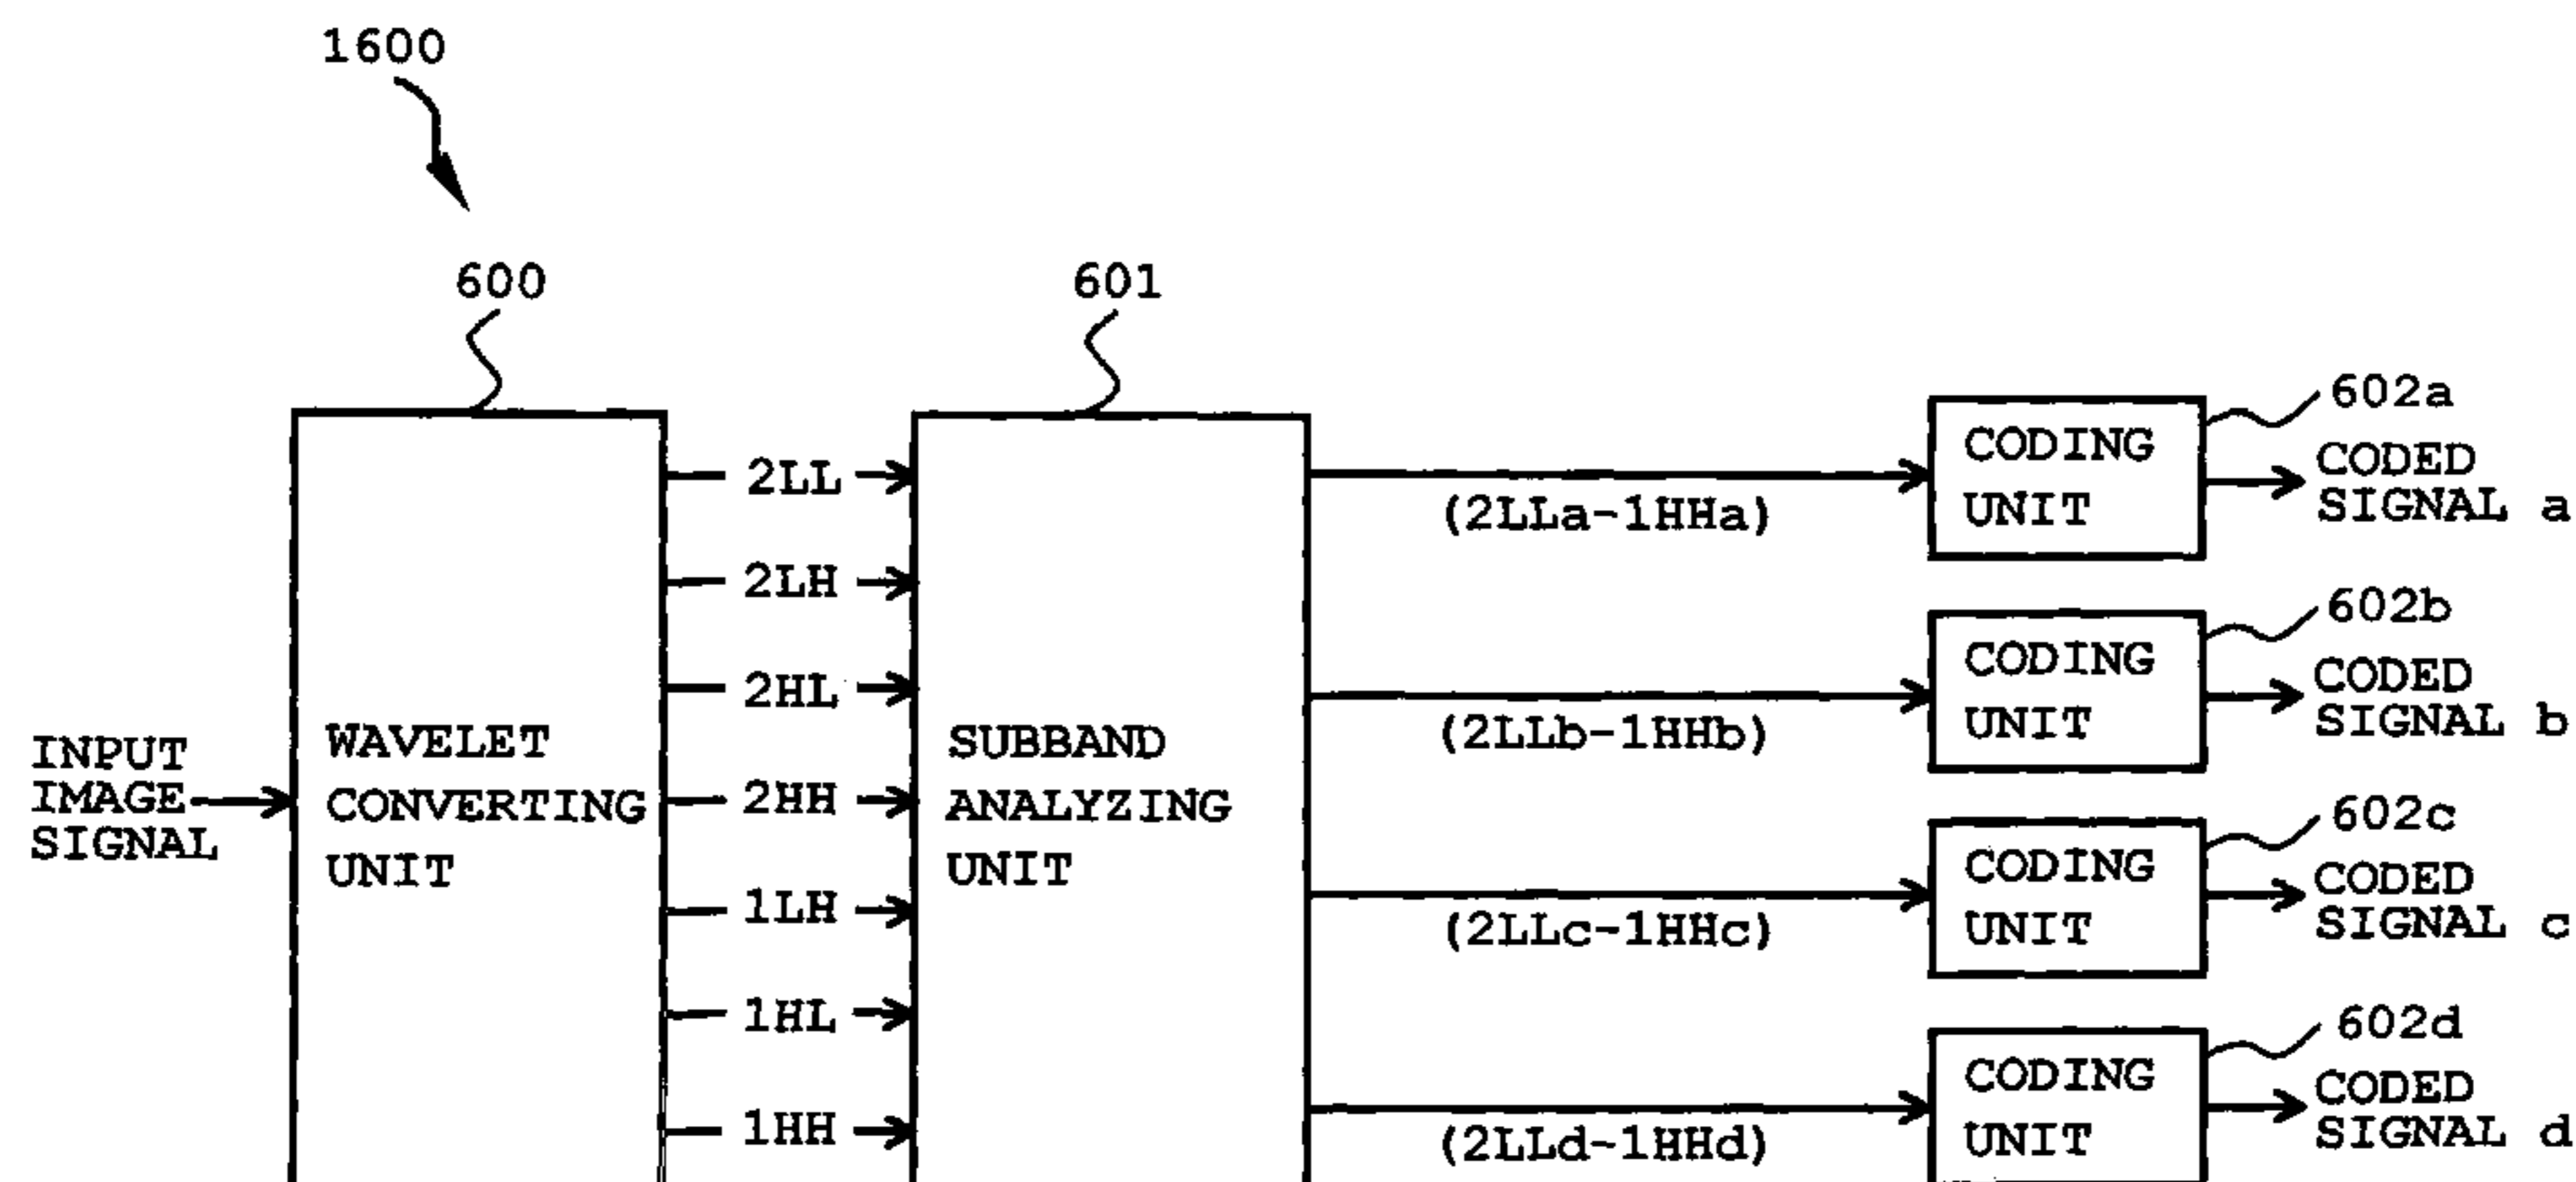 1600
600
601
602a
CODING
UNIT
CODED
SIGNAL a
2LL
(2LLa-1HHa)
2LH
602b
CODING
UNIT
CODED
SIGNAL b
2HL
(2LLb-1HHb)
INPUT
IMAGE
SIGNAL
WAVELET
CONVERTING
UNIT
2HH
SUBBAND
ANALYZING
UNIT
602c
CODING
UNIT
CODED
SIGNAL c
1LH
(2LLc-1HHc)
1HL
602d
CODING
UNIT
CODED
SIGNAL d
1HH
(2LLd-1HHd)